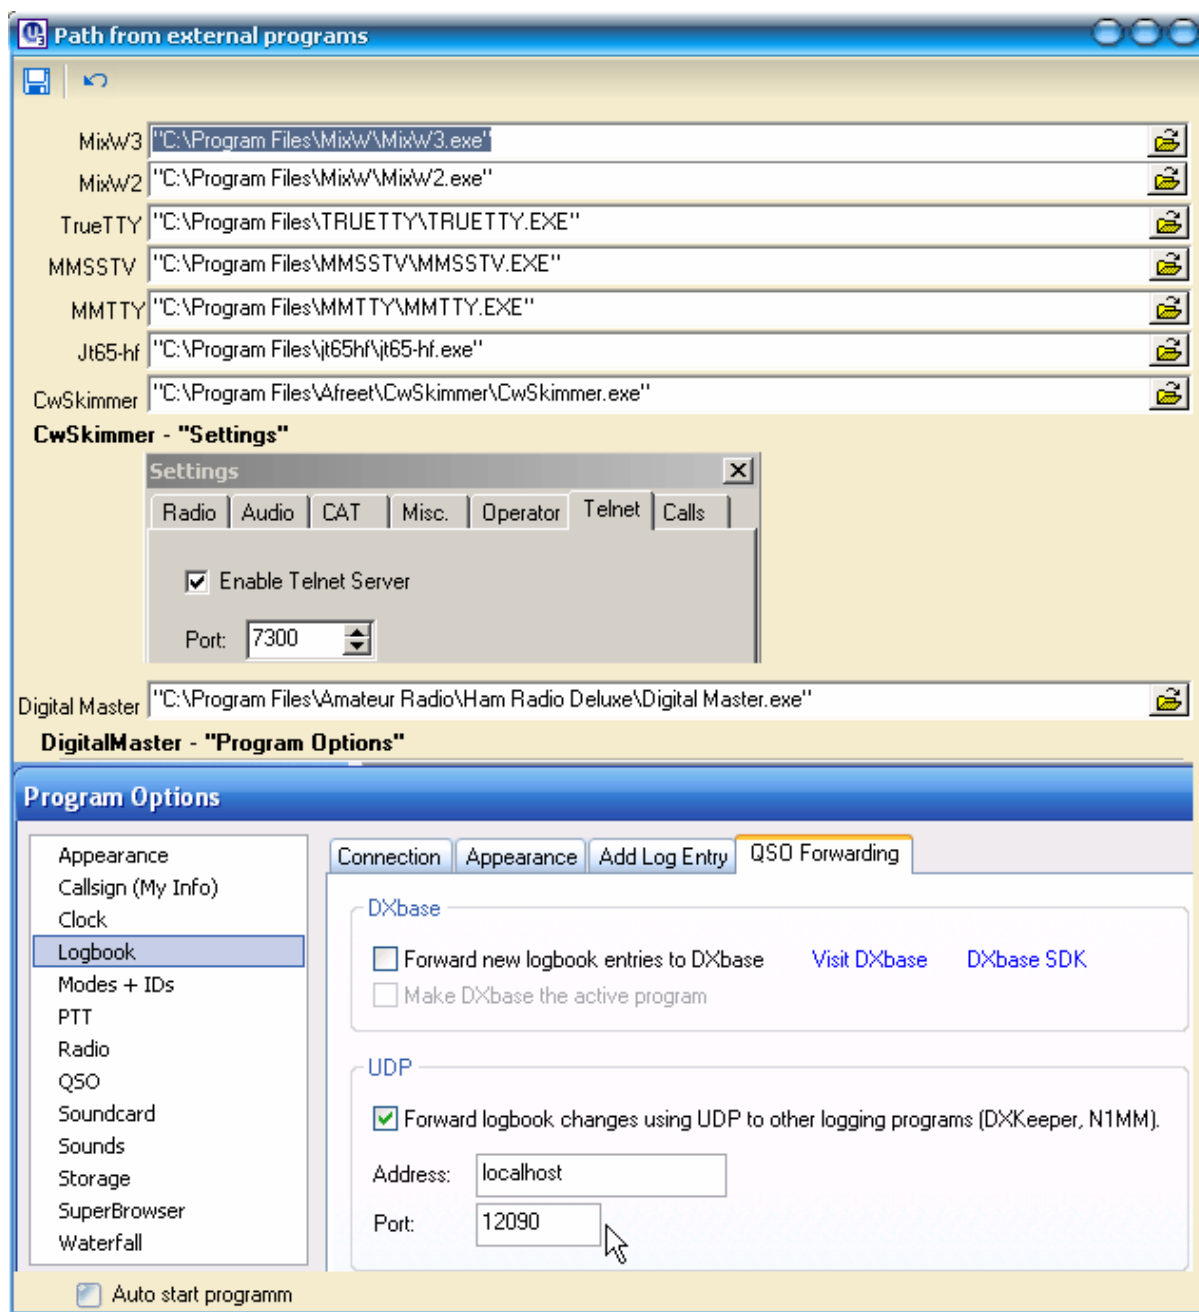 Path from external programs
MixW3 "C:\Program Files\MixW\MixW3.exe"
MixW2 "C:\Program Files\MixW\MixW2.exe"
TrueTTY "C:\Program Files\TRUETTY\TRUETTY.EXE"
MMSSTV "C:\Program Files\MMSSTV\MMSSTV.EXE"
MMTTY "C:\Program Files\MMTTY\MMTTY.EXE"
Jt65-hf "C:\Program Files\jt65hf\jt65-hf.exe"
CwSkimmer "C:\Program Files\Afreet\CwSkimmer\CwSkimmer.exe"
CwSkimmer - "Settings"
Settings
Radio Audio CAT Misc. Operator Telnet Calls
Enable Telnet Server
Port: 7300
Digital Master "C:\Program Files\Amateur Radio\Ham Radio Deluxe\Digital Master.exe"
DigitalMaster - "Program Options"
Program Options
Appearance
Callsign (My Info)
Clock
Logbook
Modes + IDs
PTT
Radio
QSO
Soundcard
Sounds
Storage
SuperBrowser
Waterfall
Connection Appearance Add Log Entry QSO Forwarding
DXbase
Forward new logbook entries to DXbase Visit DXbase DXbase SDK
Make DXbase the active program
UDP
Forward logbook changes using UDP to other logging programs (DXKeeper, N1MM).
Address: localhost
Port: 12090
Auto start programm